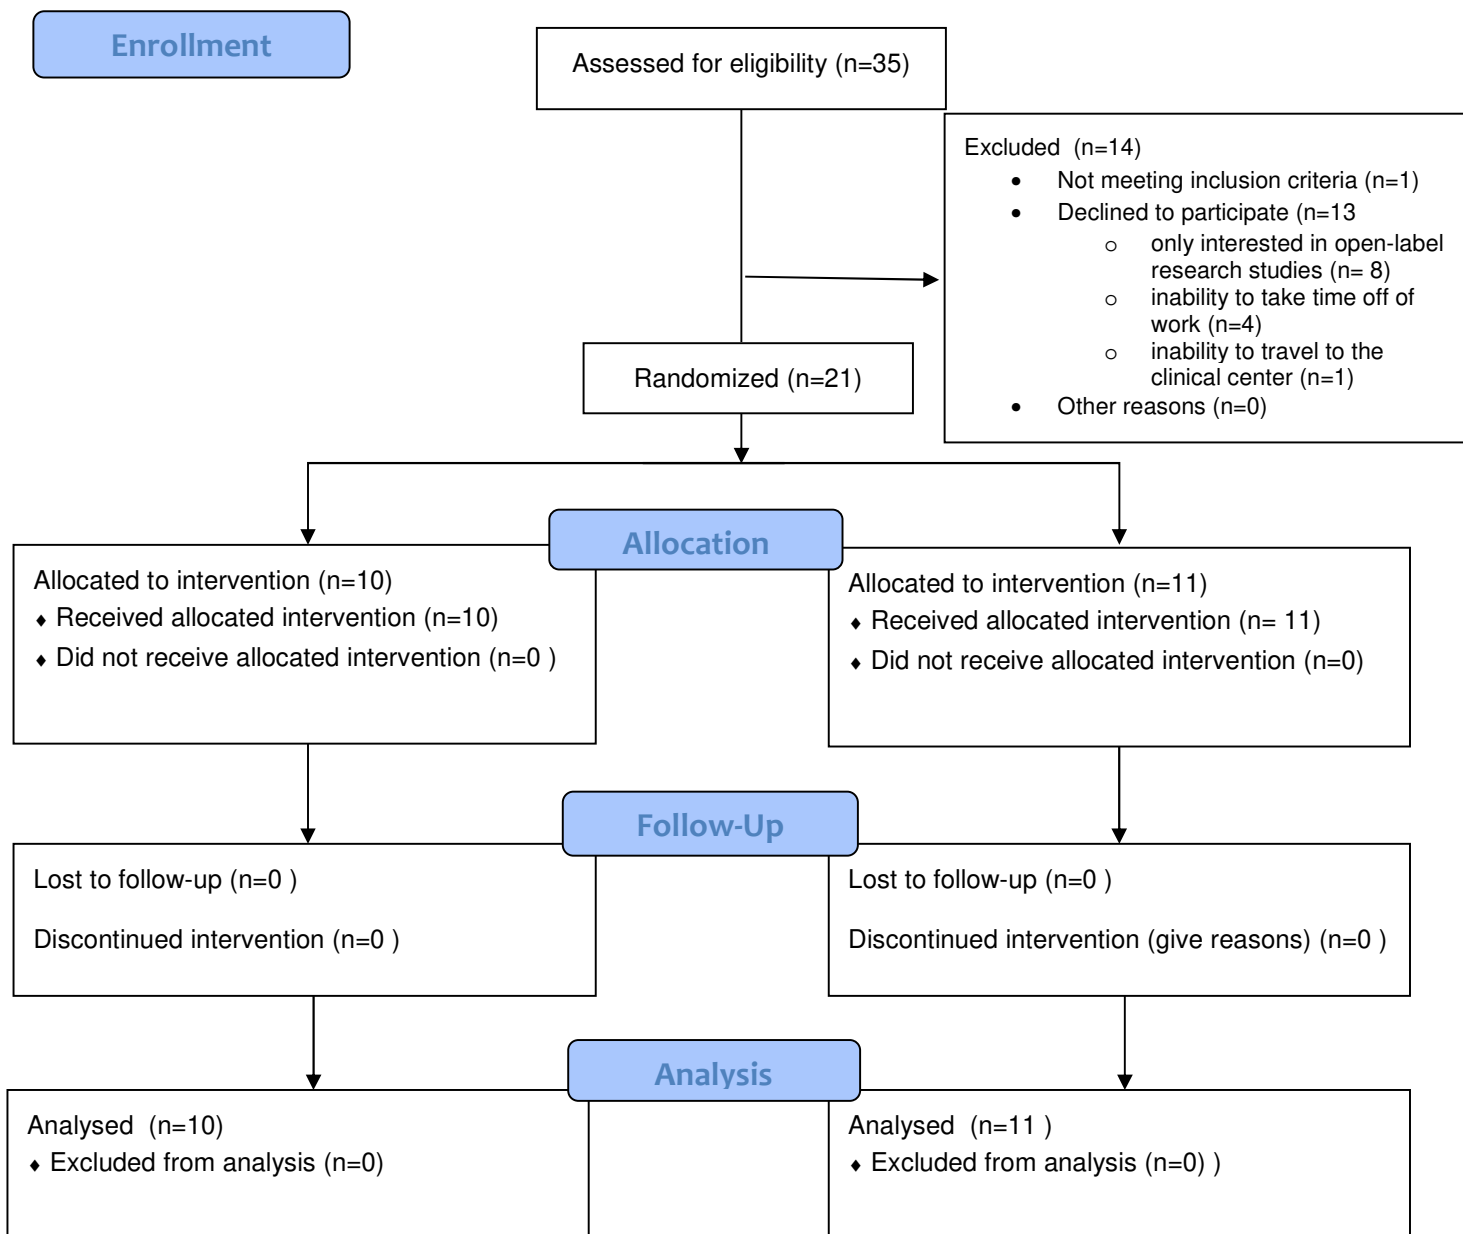 Enrollment
Assessed for eligibility (n=35)
Excluded  (n=14)
• Not meeting inclusion criteria (n=1)
• Declined to participate (n=13
o only interested in open-label
research studies (n= 8)
o inability to take time off of
work (n=4)
o inability to travel to the
clinical center (n=1)
• Other reasons (n=0)
Randomized (n=21)
Allocation
Allocated to intervention (n=10)
♦ Received allocated intervention (n=10)
♦ Did not receive allocated intervention (n=0 )
Allocated to intervention (n=11)
♦ Received allocated intervention (n= 11)
♦ Did not receive allocated intervention (n=0)
Follow-Up
Lost to follow-up (n=0 )
Discontinued intervention (n=0 )
Lost to follow-up (n=0 )
Discontinued intervention (give reasons) (n=0 )
Analysis
Analysed  (n=10)
♦ Excluded from analysis (n=0)
Analysed  (n=11 )
♦ Excluded from analysis (n=0) )